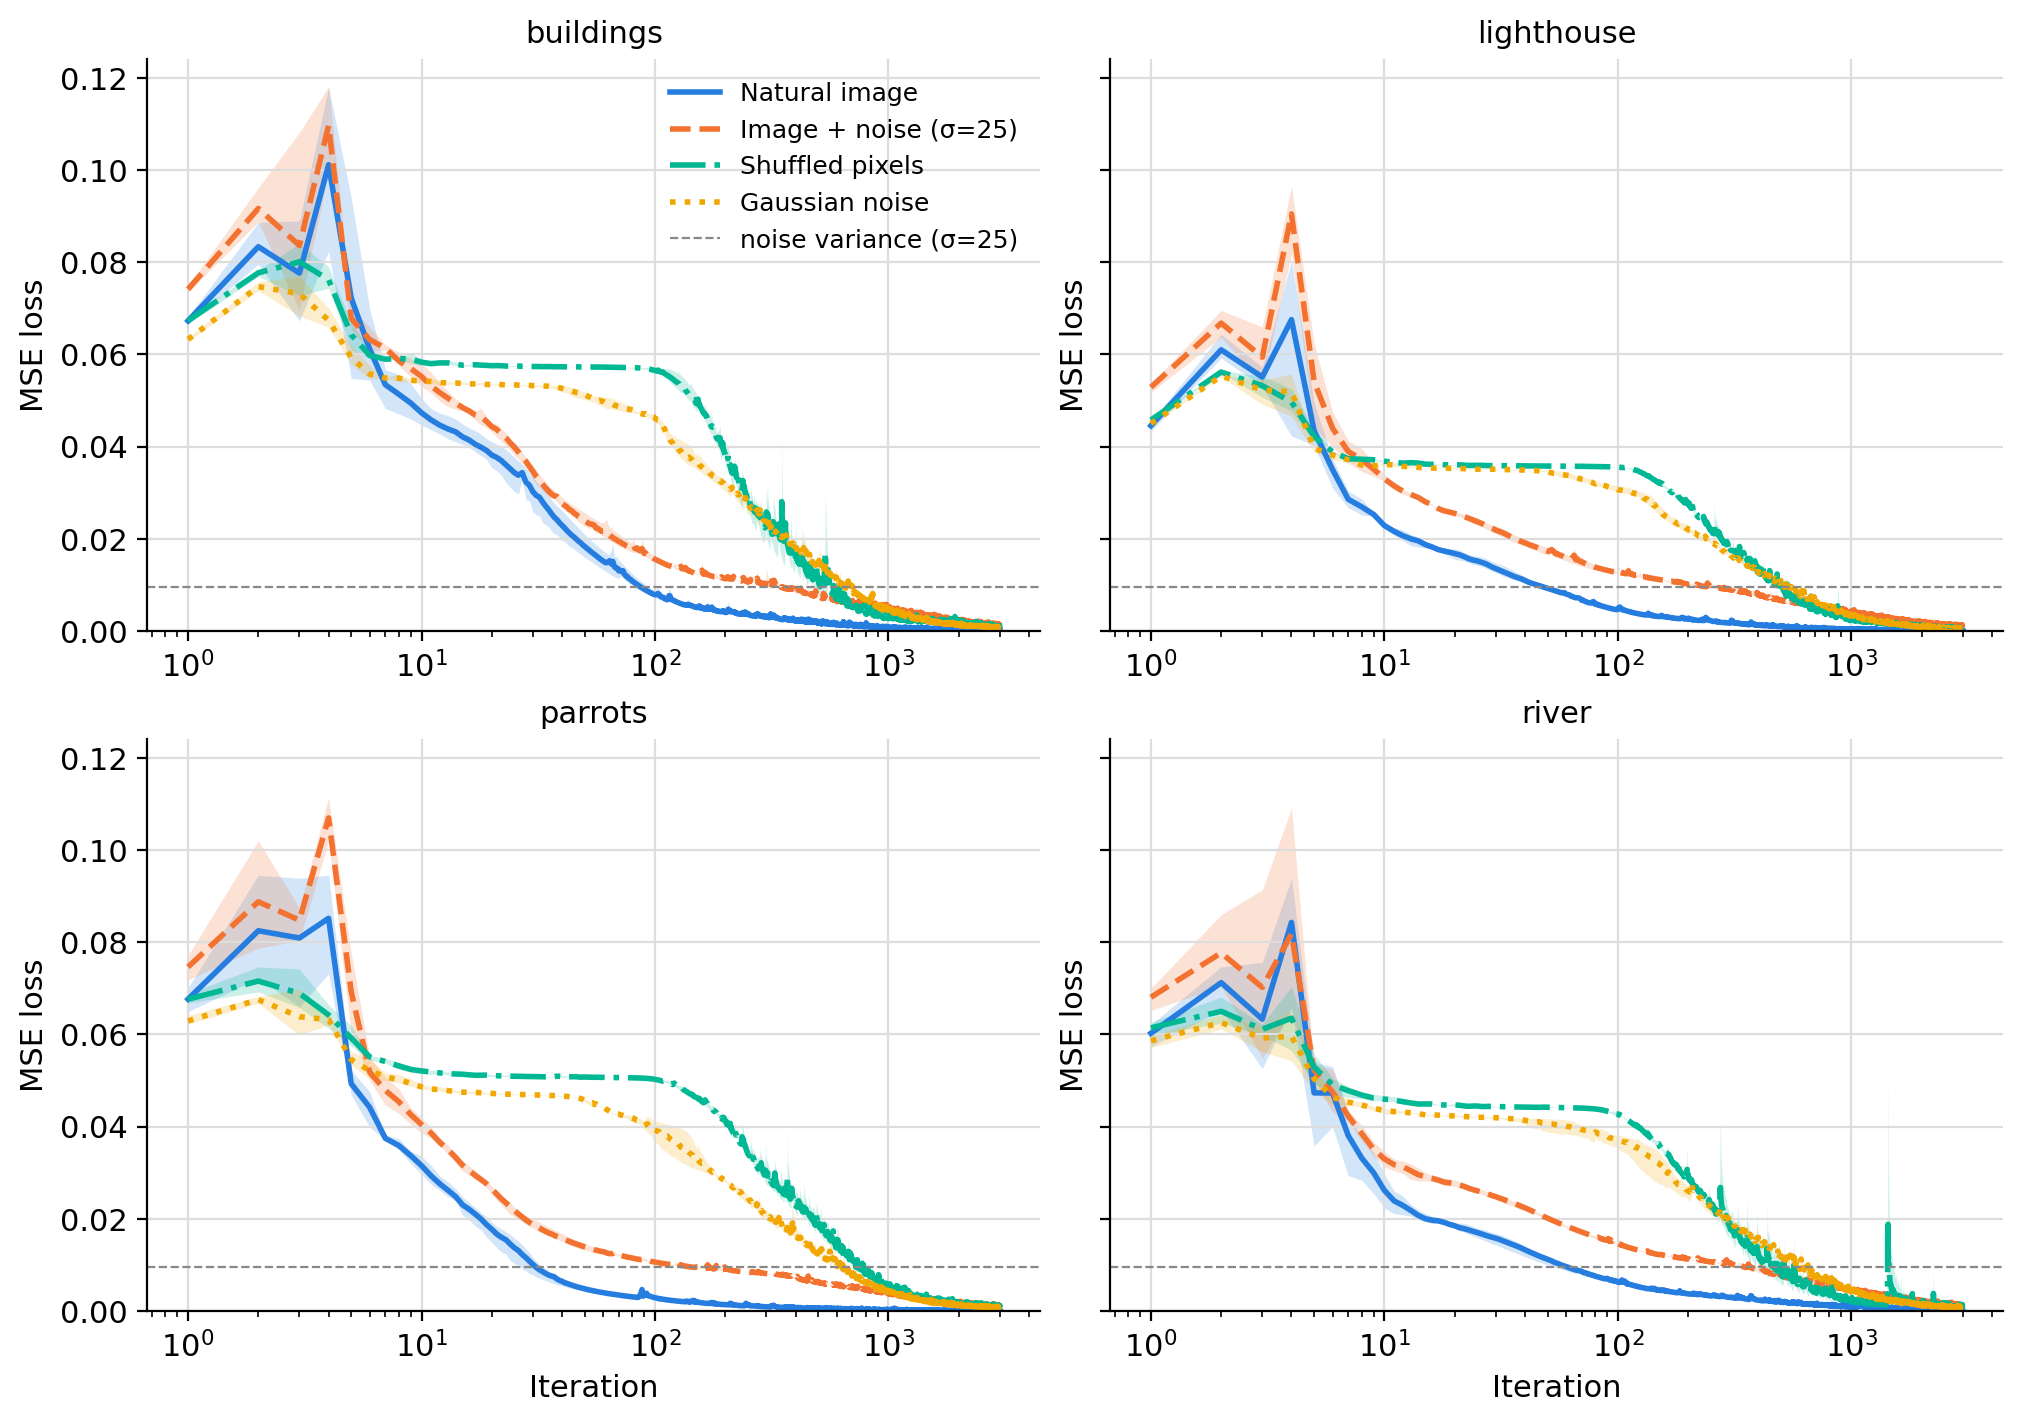 buildings
lighthouse
MSE loss
0.12
0.10
0.08
0.06
0.04
0.02
0.00
Natural image
Image + noise (σ=25)
Shuffled pixels
Gaussian noise
noise variance (σ=25)
10⁰ 10¹ 10² 10³
MSE loss
10⁰ 10¹ 10² 10³
parrots
river
MSE loss
0.12
0.10
0.08
0.06
0.04
0.02
0.00
10⁰ 10¹ 10² 10³
Iteration
MSE loss
10⁰ 10¹ 10² 10³
Iteration